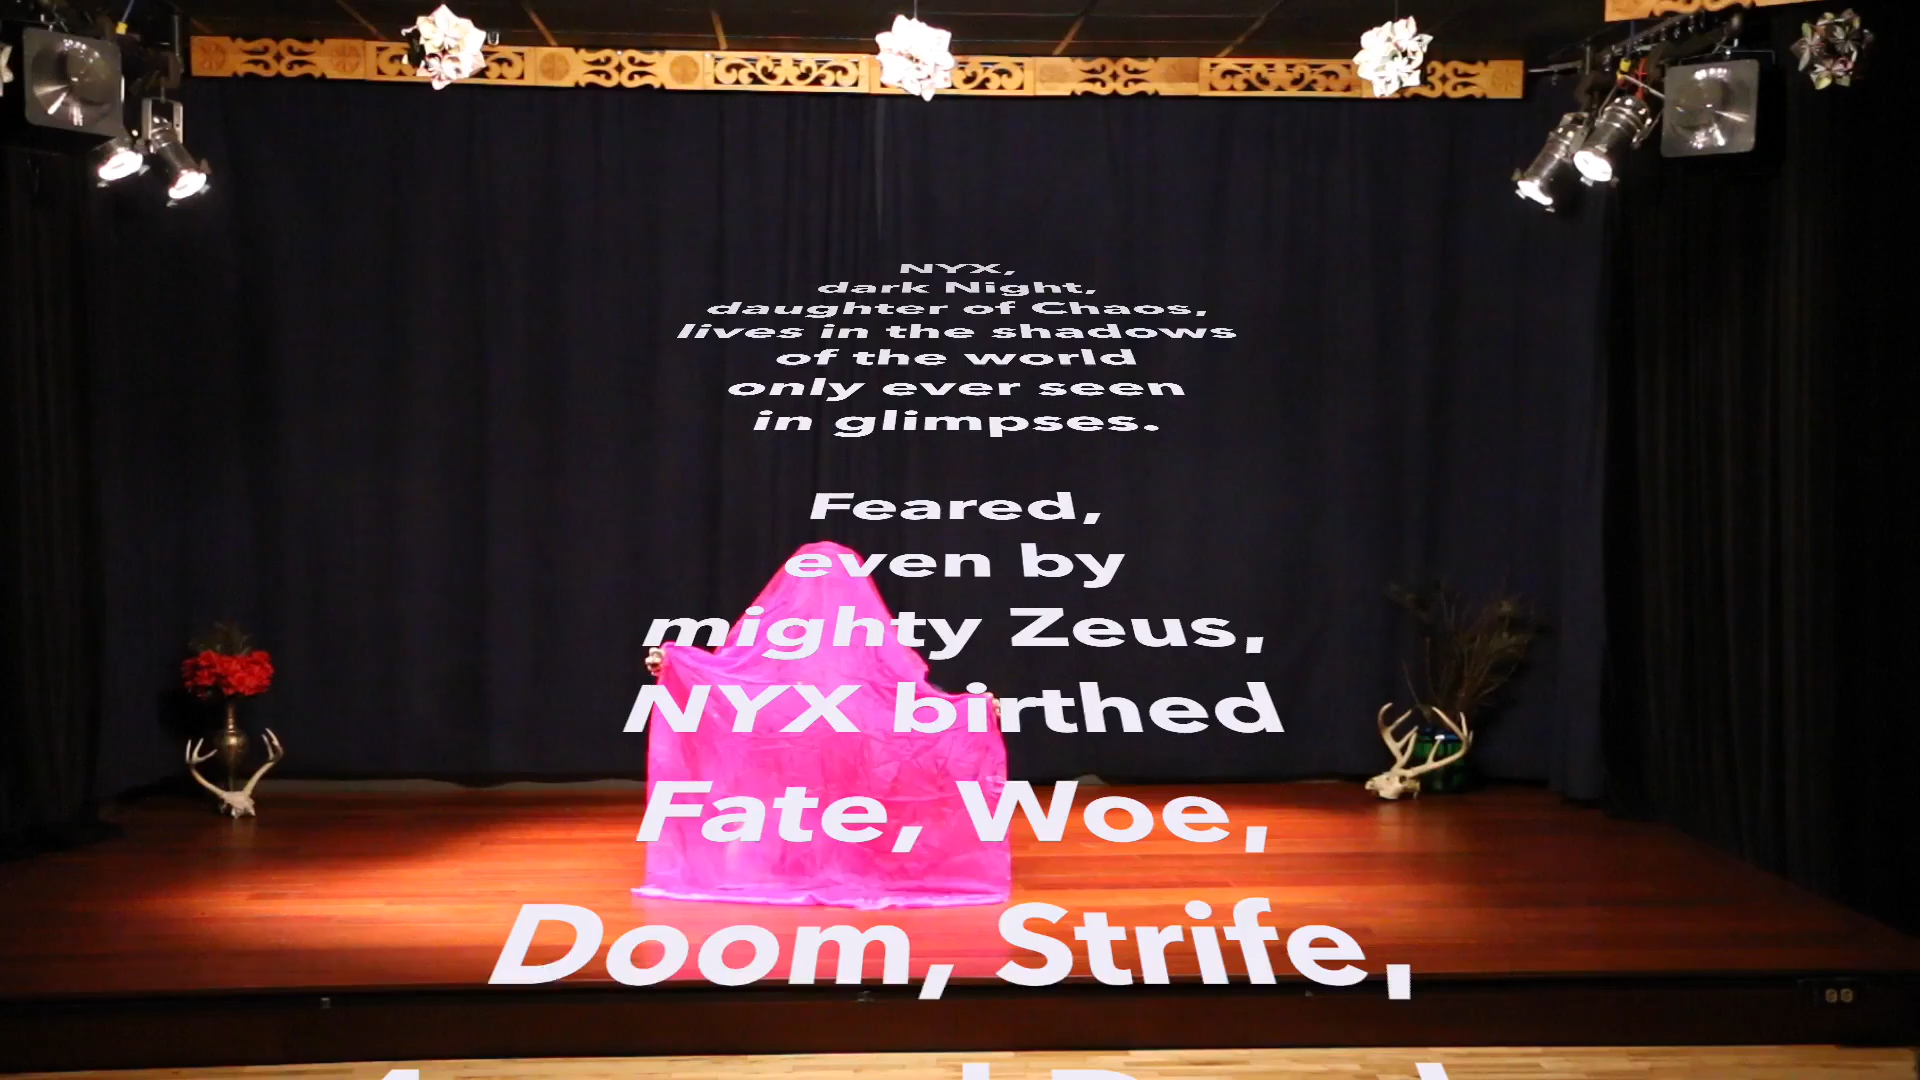 NYX,
dark Night,
daughter of Chaos,
lives in the shadows
of the world
only ever seen
in glimpses.
Feared,
even by
mighty Zeus,
NYX birthed
Fate, Woe,
Doom, Strife,